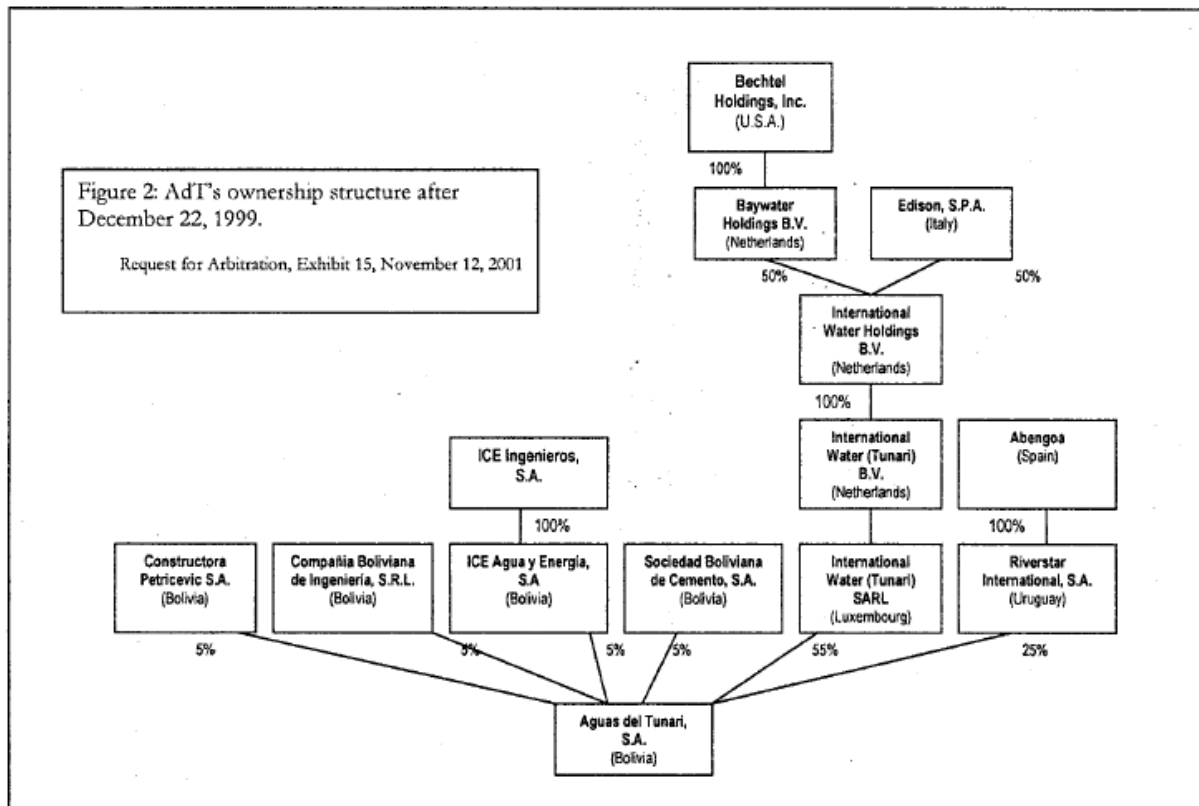 Bechtel
Holdings, Inc.
(U.S.A.)
100%
Figure 2: AdT's ownership structure after
December 22, 1999.
Request for Arbitration, Exhibit 15, November 12, 2001
Baywater
Holdings B.V.
(Netherlands)
Edison, S.P.A.
(Italy)
50%
50%
International
Water Holdings
B.V.
(Netherlands)
100%
ICE Ingenieros,
S.A.
International
Water (Tunari)
B.V.
(Netherlands)
Abengoa
(Spain)
100%
100%
Constructora
Petricevic S.A.
(Bolivia)
Compañia Boliviana
de Ingeniería, S.R.L.
(Bolivia)
ICE Agua y Energía,
S.A
(Bolivia)
Sociedad Boliviana
de Cemento, S.A.
(Bolivia)
International
Water (Tunari)
SARL
(Luxembourg)
Riverstar
International, S.A.
(Uruguay)
5%
5%
5%
5%
55%
25%
Aguas del Tunari,
S.A.
(Bolivia)